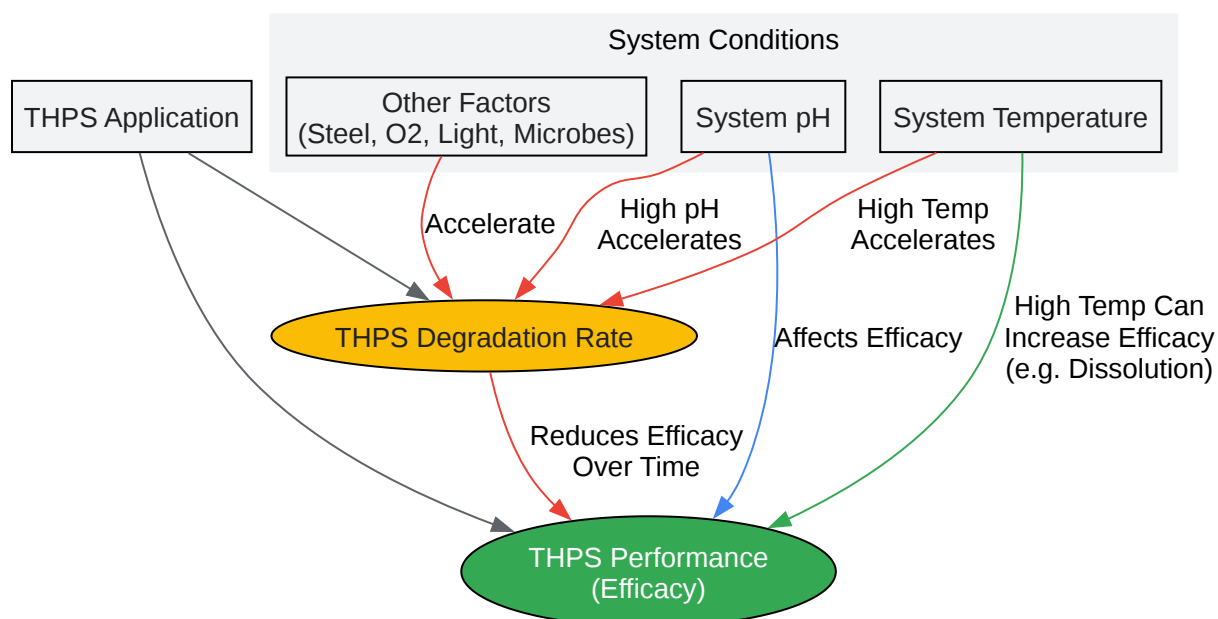 System Conditions
THPS Application
Other Factors
(Steel, O2, Light, Microbes)
System pH
System Temperature
Accelerate
High pH
Accelerates
High Temp
Accelerates
THPS Degradation Rate
Affects Efficacy
High Temp Can
Increase Efficacy
(e.g. Dissolution)
Reduces Efficacy
Over Time
THPS Performance
(Efficacy)